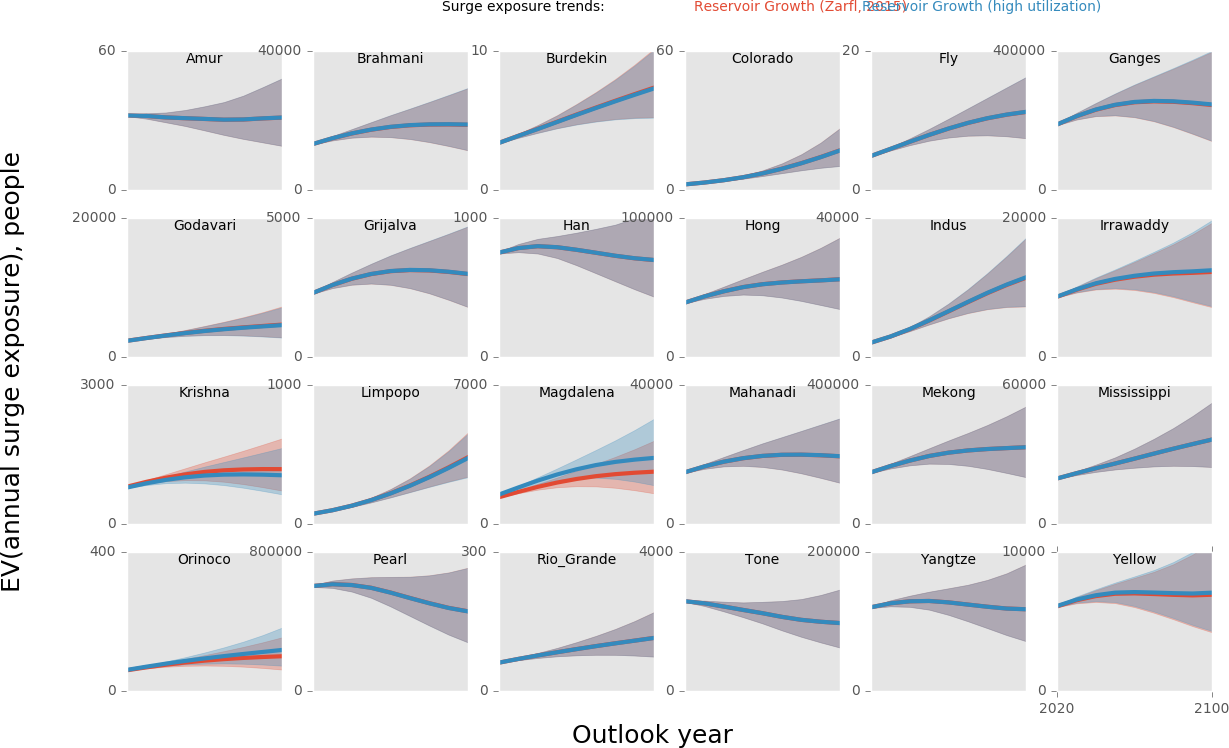 Surge exposure trends: Reservoir Growth (Zarfl, 2015) Reservoir Growth (high utilization)
60 40000 10 60 20 400000
Amur Brahmani Burdekin Colorado Fly Ganges
0 0 0 0 0 0
20000 5000 1000 100000 40000 20000
Godavari Grijalva Han Hong Indus Irrawaddy
0 0 0 0 0 0
3000 1000 7000 40000 400000 60000
Krishna Limpopo Magdalena Mahanadi Mekong Mississippi
0 0 0 0 0 0
400 800000 300 4000 200000 10000
Orinoco Pearl Rio_Grande Tone Yangtze Yellow
0 0 0 0 0 0
2020 2100
Outlook year
EV(annual surge exposure), people